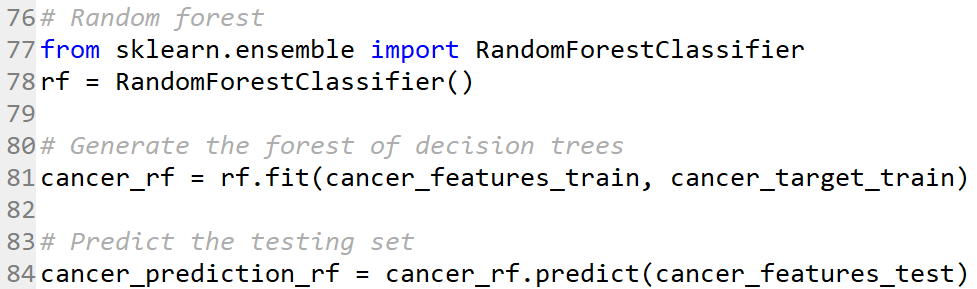 76 # Random forest
77 from sklearn.ensemble import RandomForestClassifier
78 rf = RandomForestClassifier()
79
80 # Generate the forest of decision trees
81 cancer_rf = rf.fit(cancer_features_train, cancer_target_train)
82
83 # Predict the testing set
84 cancer_prediction_rf = cancer_rf.predict(cancer_features_test)